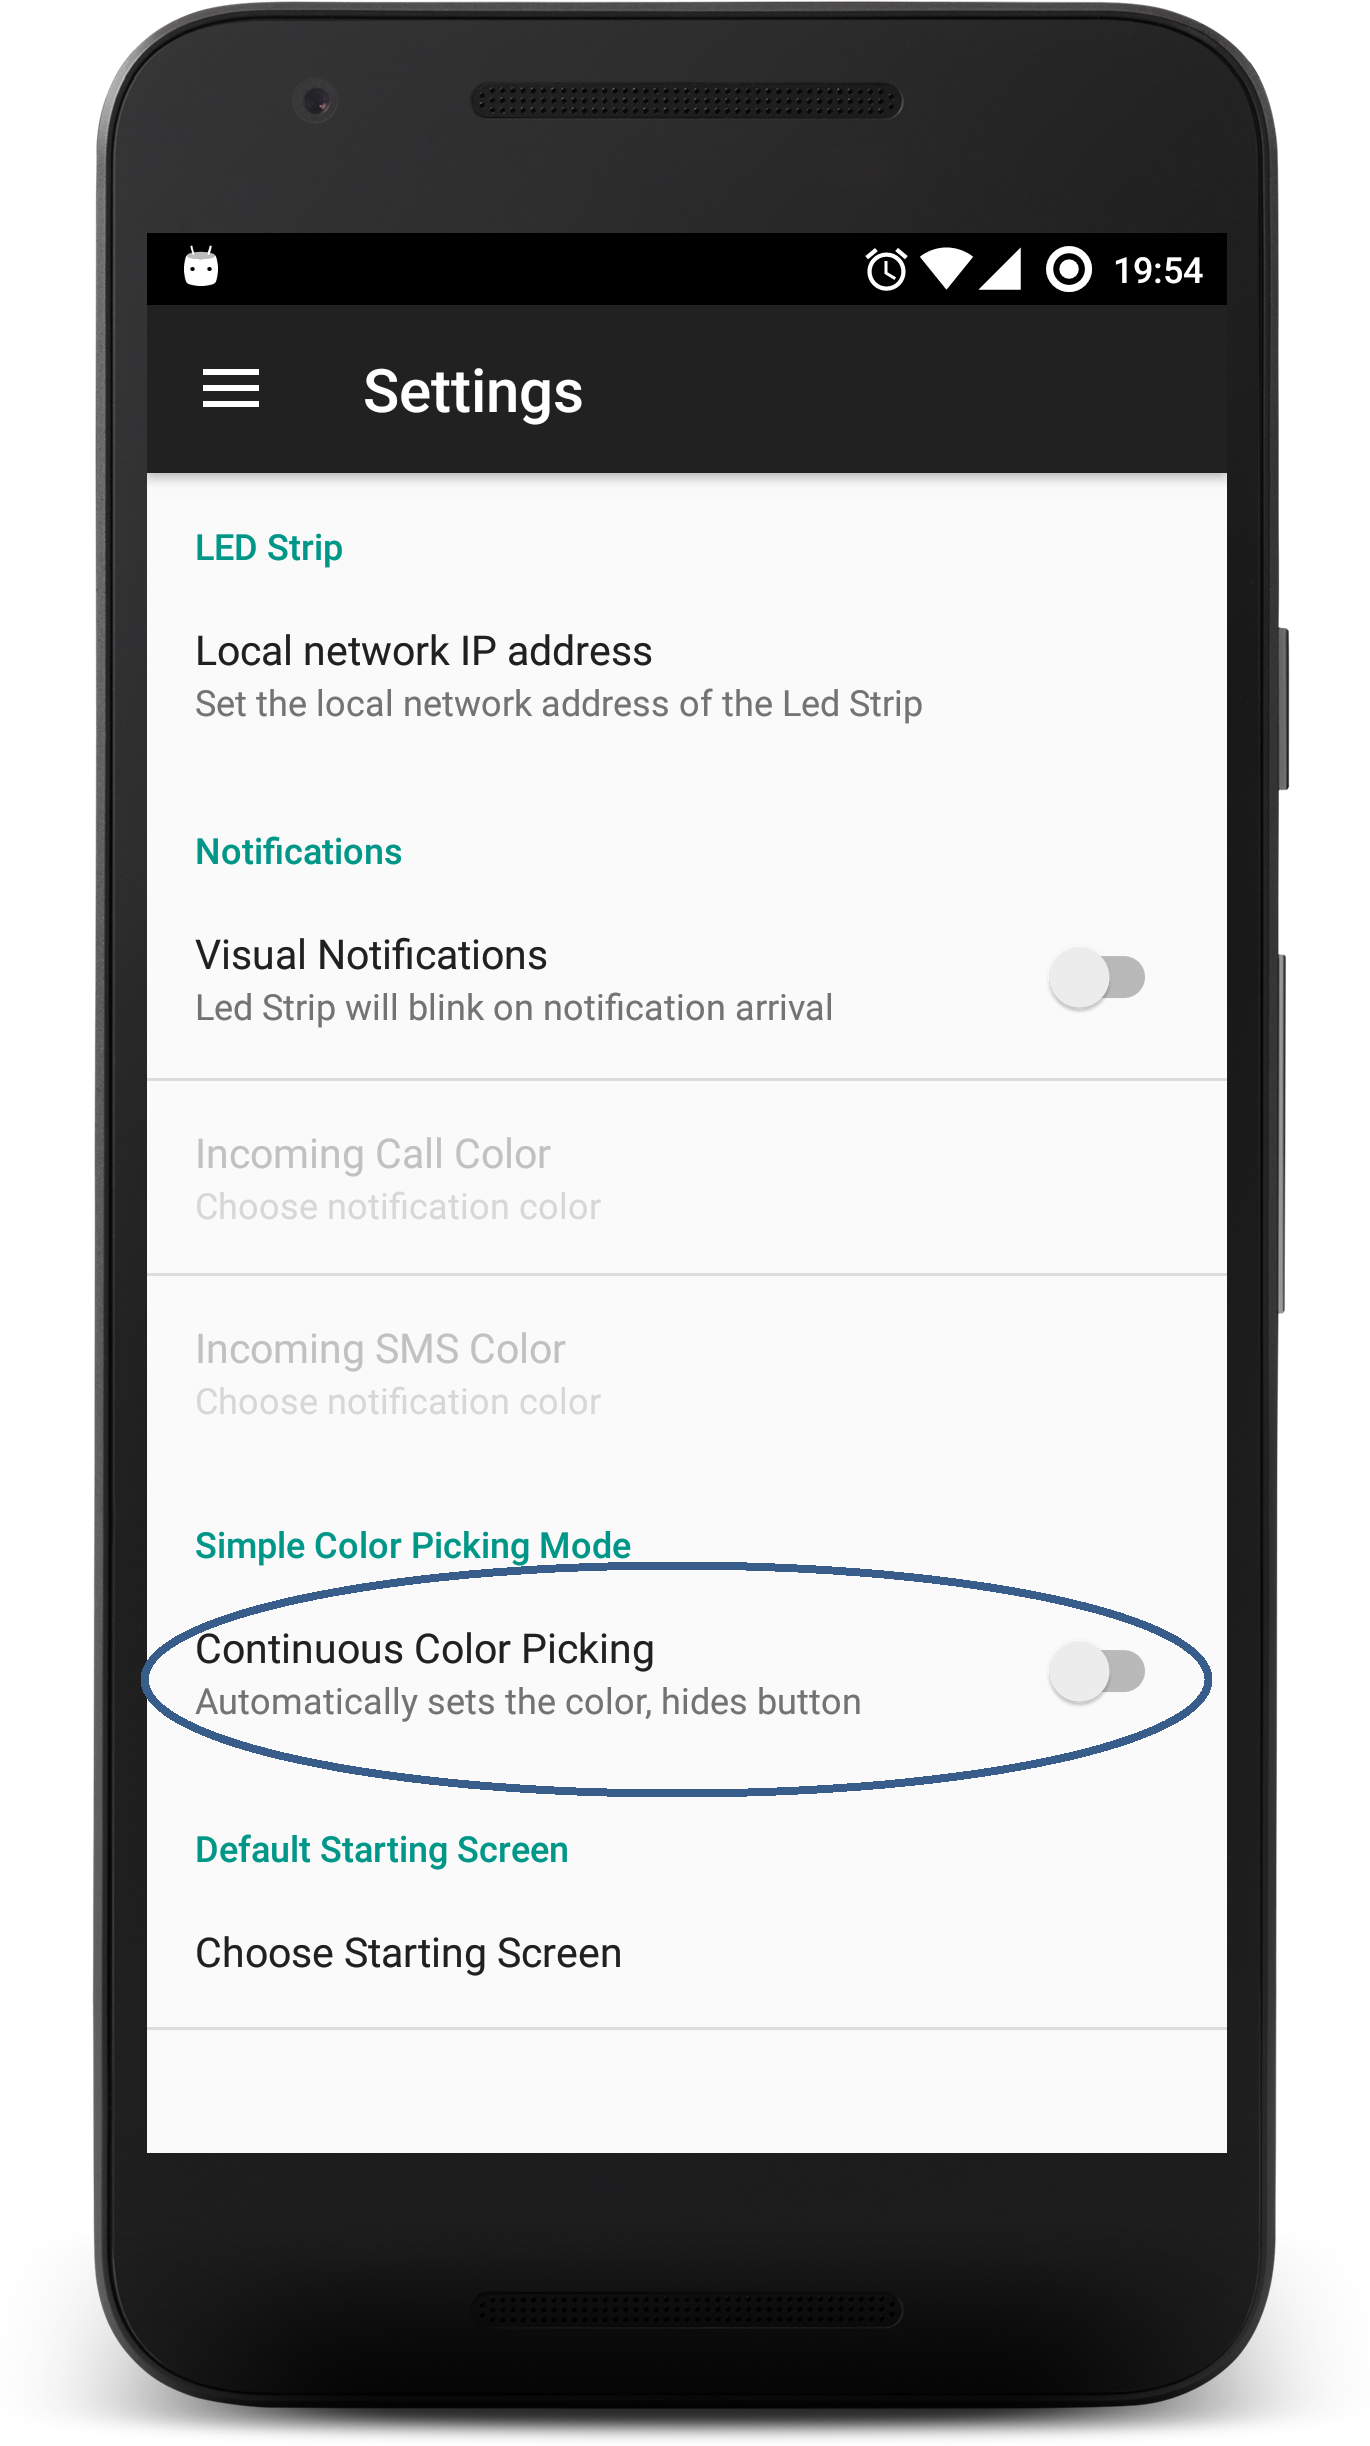 19:54
Settings
LED Strip
Local network IP address
Set the local network address of the Led Strip
Notifications
Visual Notifications
Led Strip will blink on notification arrival
Incoming Call Color
Choose notification color
Incoming SMS Color
Choose notification color
Simple Color Picking Mode
Continuous Color Picking
Automatically sets the color, hides button
Default Starting Screen
Choose Starting Screen